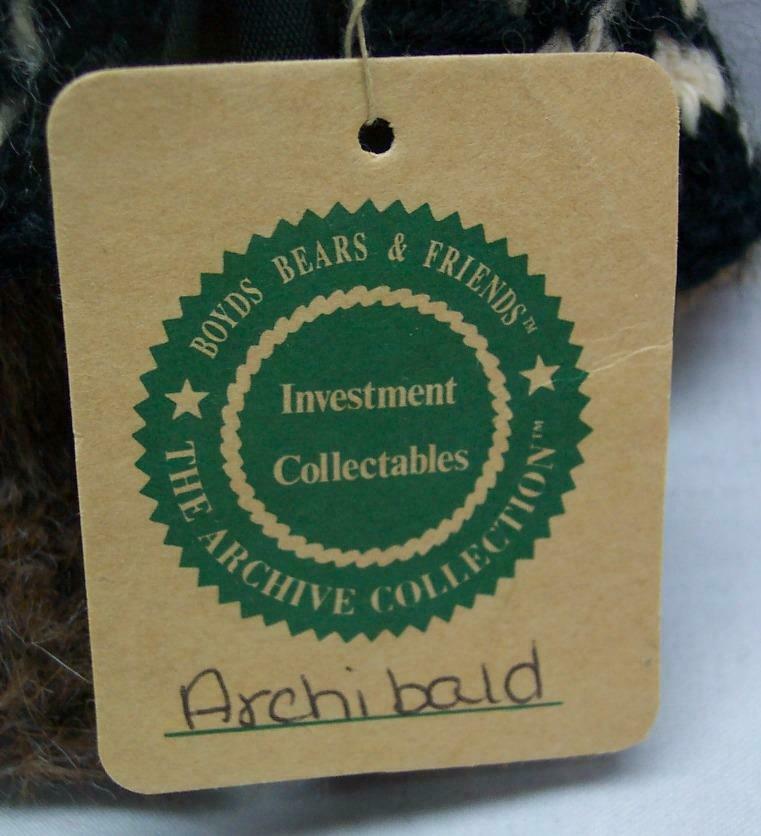 BOYDS BEARS & FRIENDS™
Investment
Collectables
THE ARCHIVE COLLECTION™
Archibald